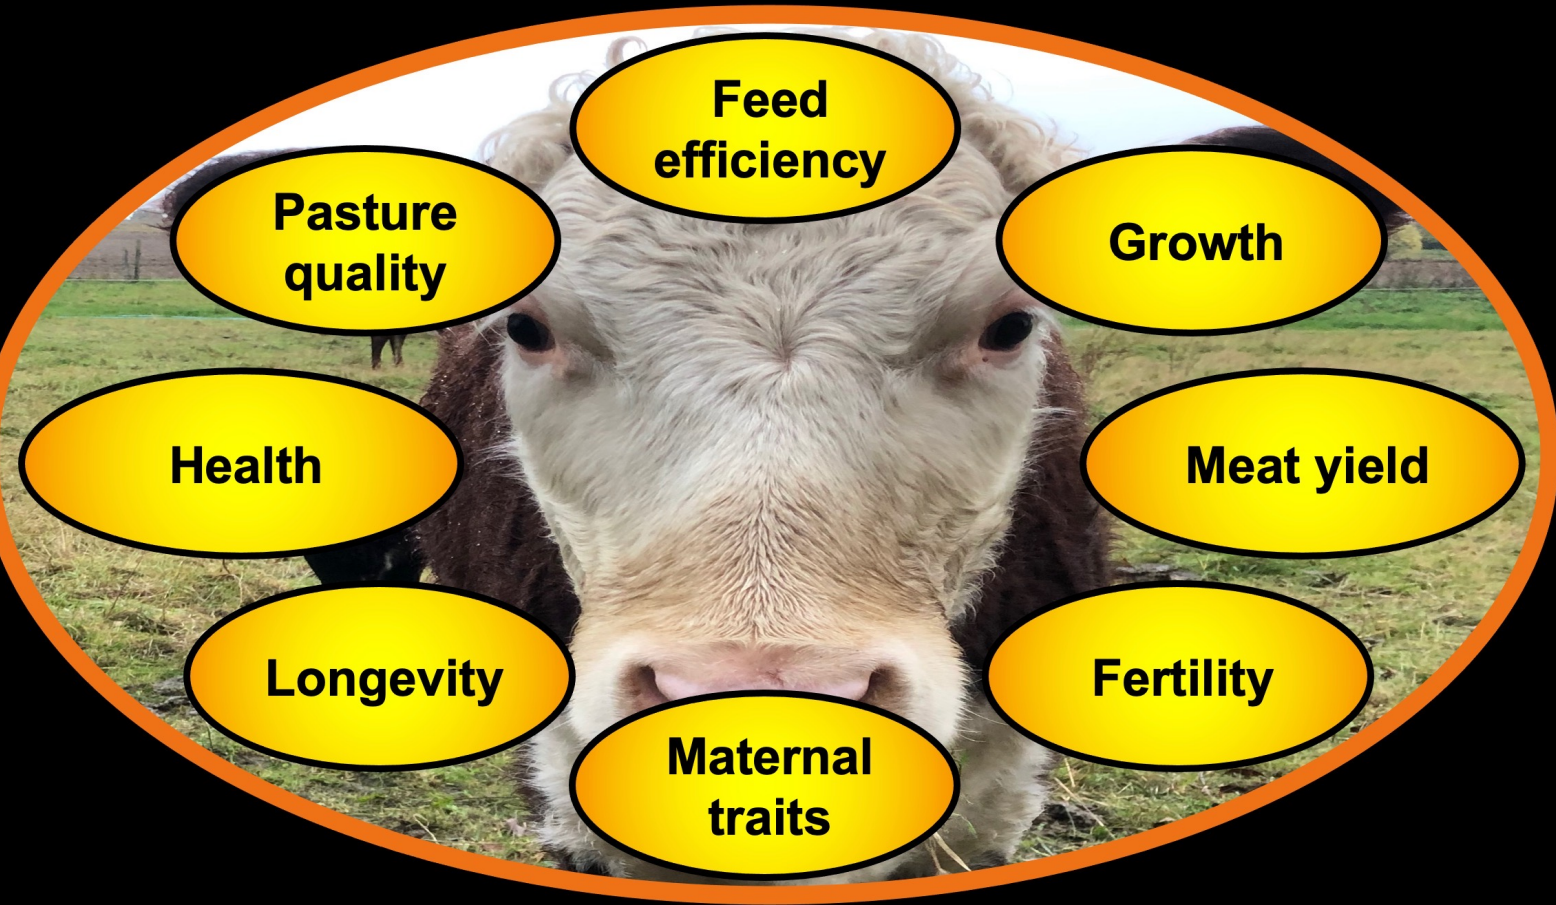 Feed
efficiency
Pasture
quality
Growth
Health
Meat yield
Longevity
Fertility
Maternal
traits